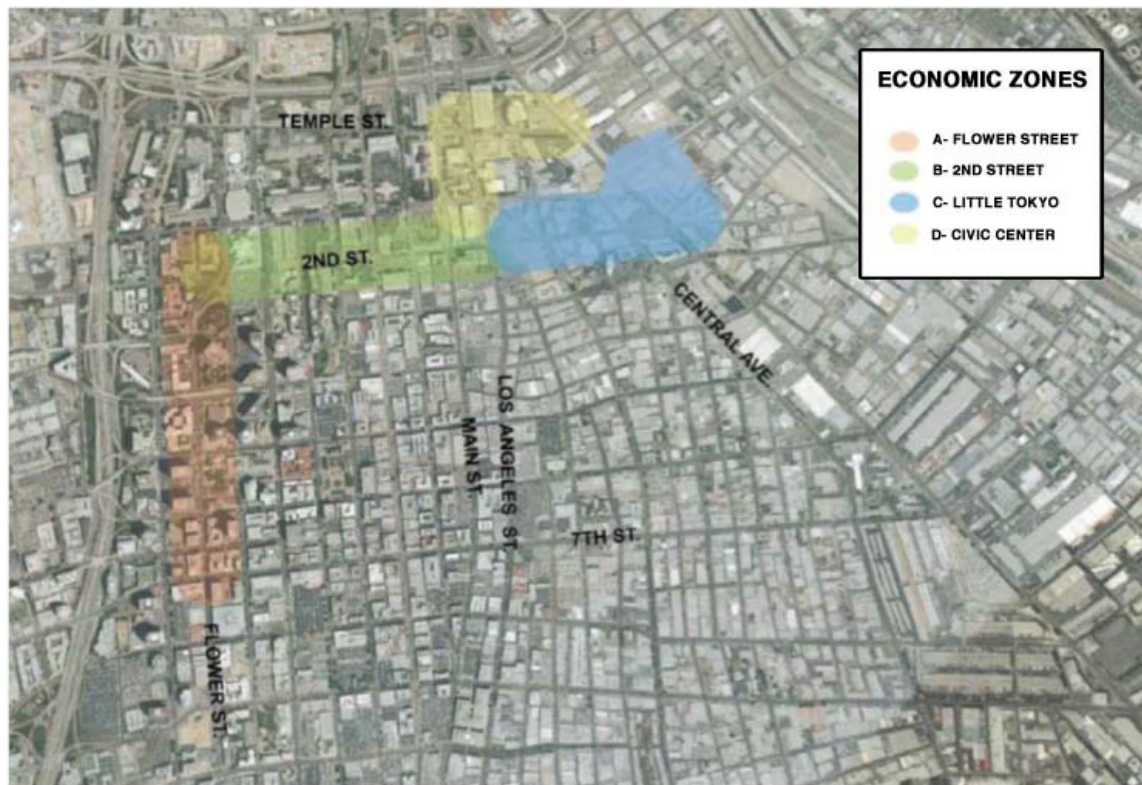 ECONOMIC ZONES
A- FLOWER STREET
B- 2ND STREET
C- LITTLE TOKYO
D- CIVIC CENTER
TEMPLE ST.
2ND ST.
CENTRAL AVE.
LOS ANGELES ST.
MAIN ST.
7TH ST.
FLOWER ST.